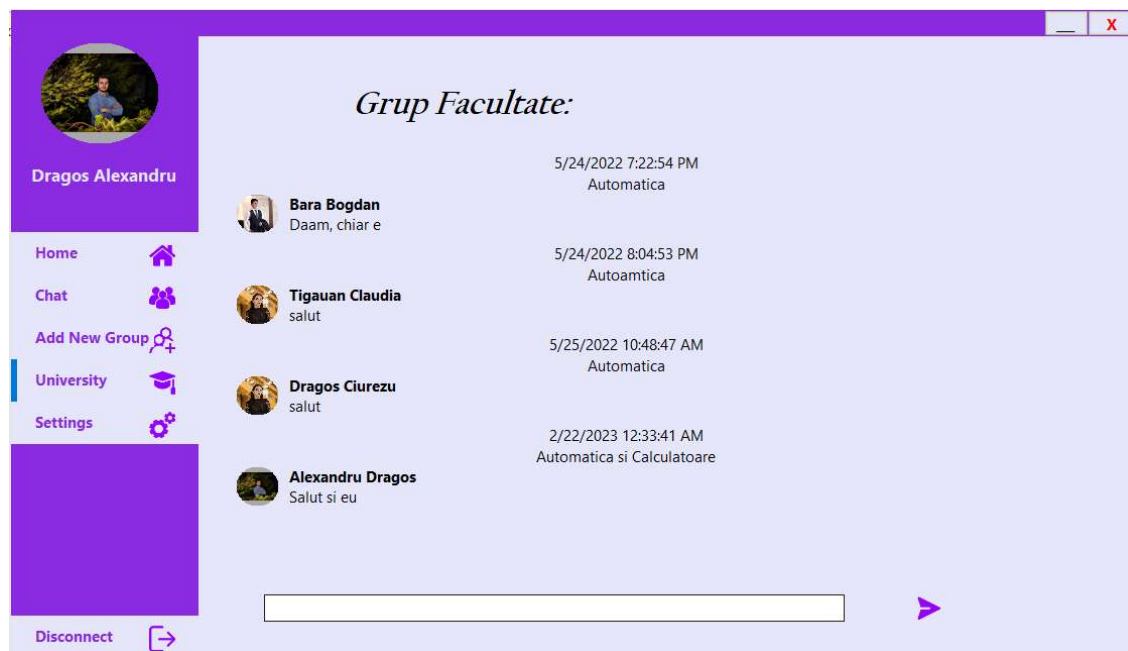 X
Dragos Alexandru
Home
Chat
Add New Group
University
Settings
Disconnect
Grup Facultate:
5/24/2022 7:22:54 PM
Automatica
Bara Bogdan
Daam, chiar e
5/24/2022 8:04:53 PM
Autoamtica
Tigauan Claudia
salut
5/25/2022 10:48:47 AM
Automatica
Dragos Ciurezu
salut
2/22/2023 12:33:41 AM
Automatica si Calculatoare
Alexandru Dragos
Salut si eu